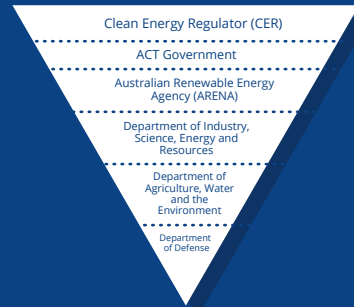 Clean Energy Regulator (CER)
ACT Government
Australian Renewable Energy
Agency (ARENA)
Department of Industry,
Science, Energy and
Resources
Department of
Agriculture, Water
and the
Environment
Department
of Defense